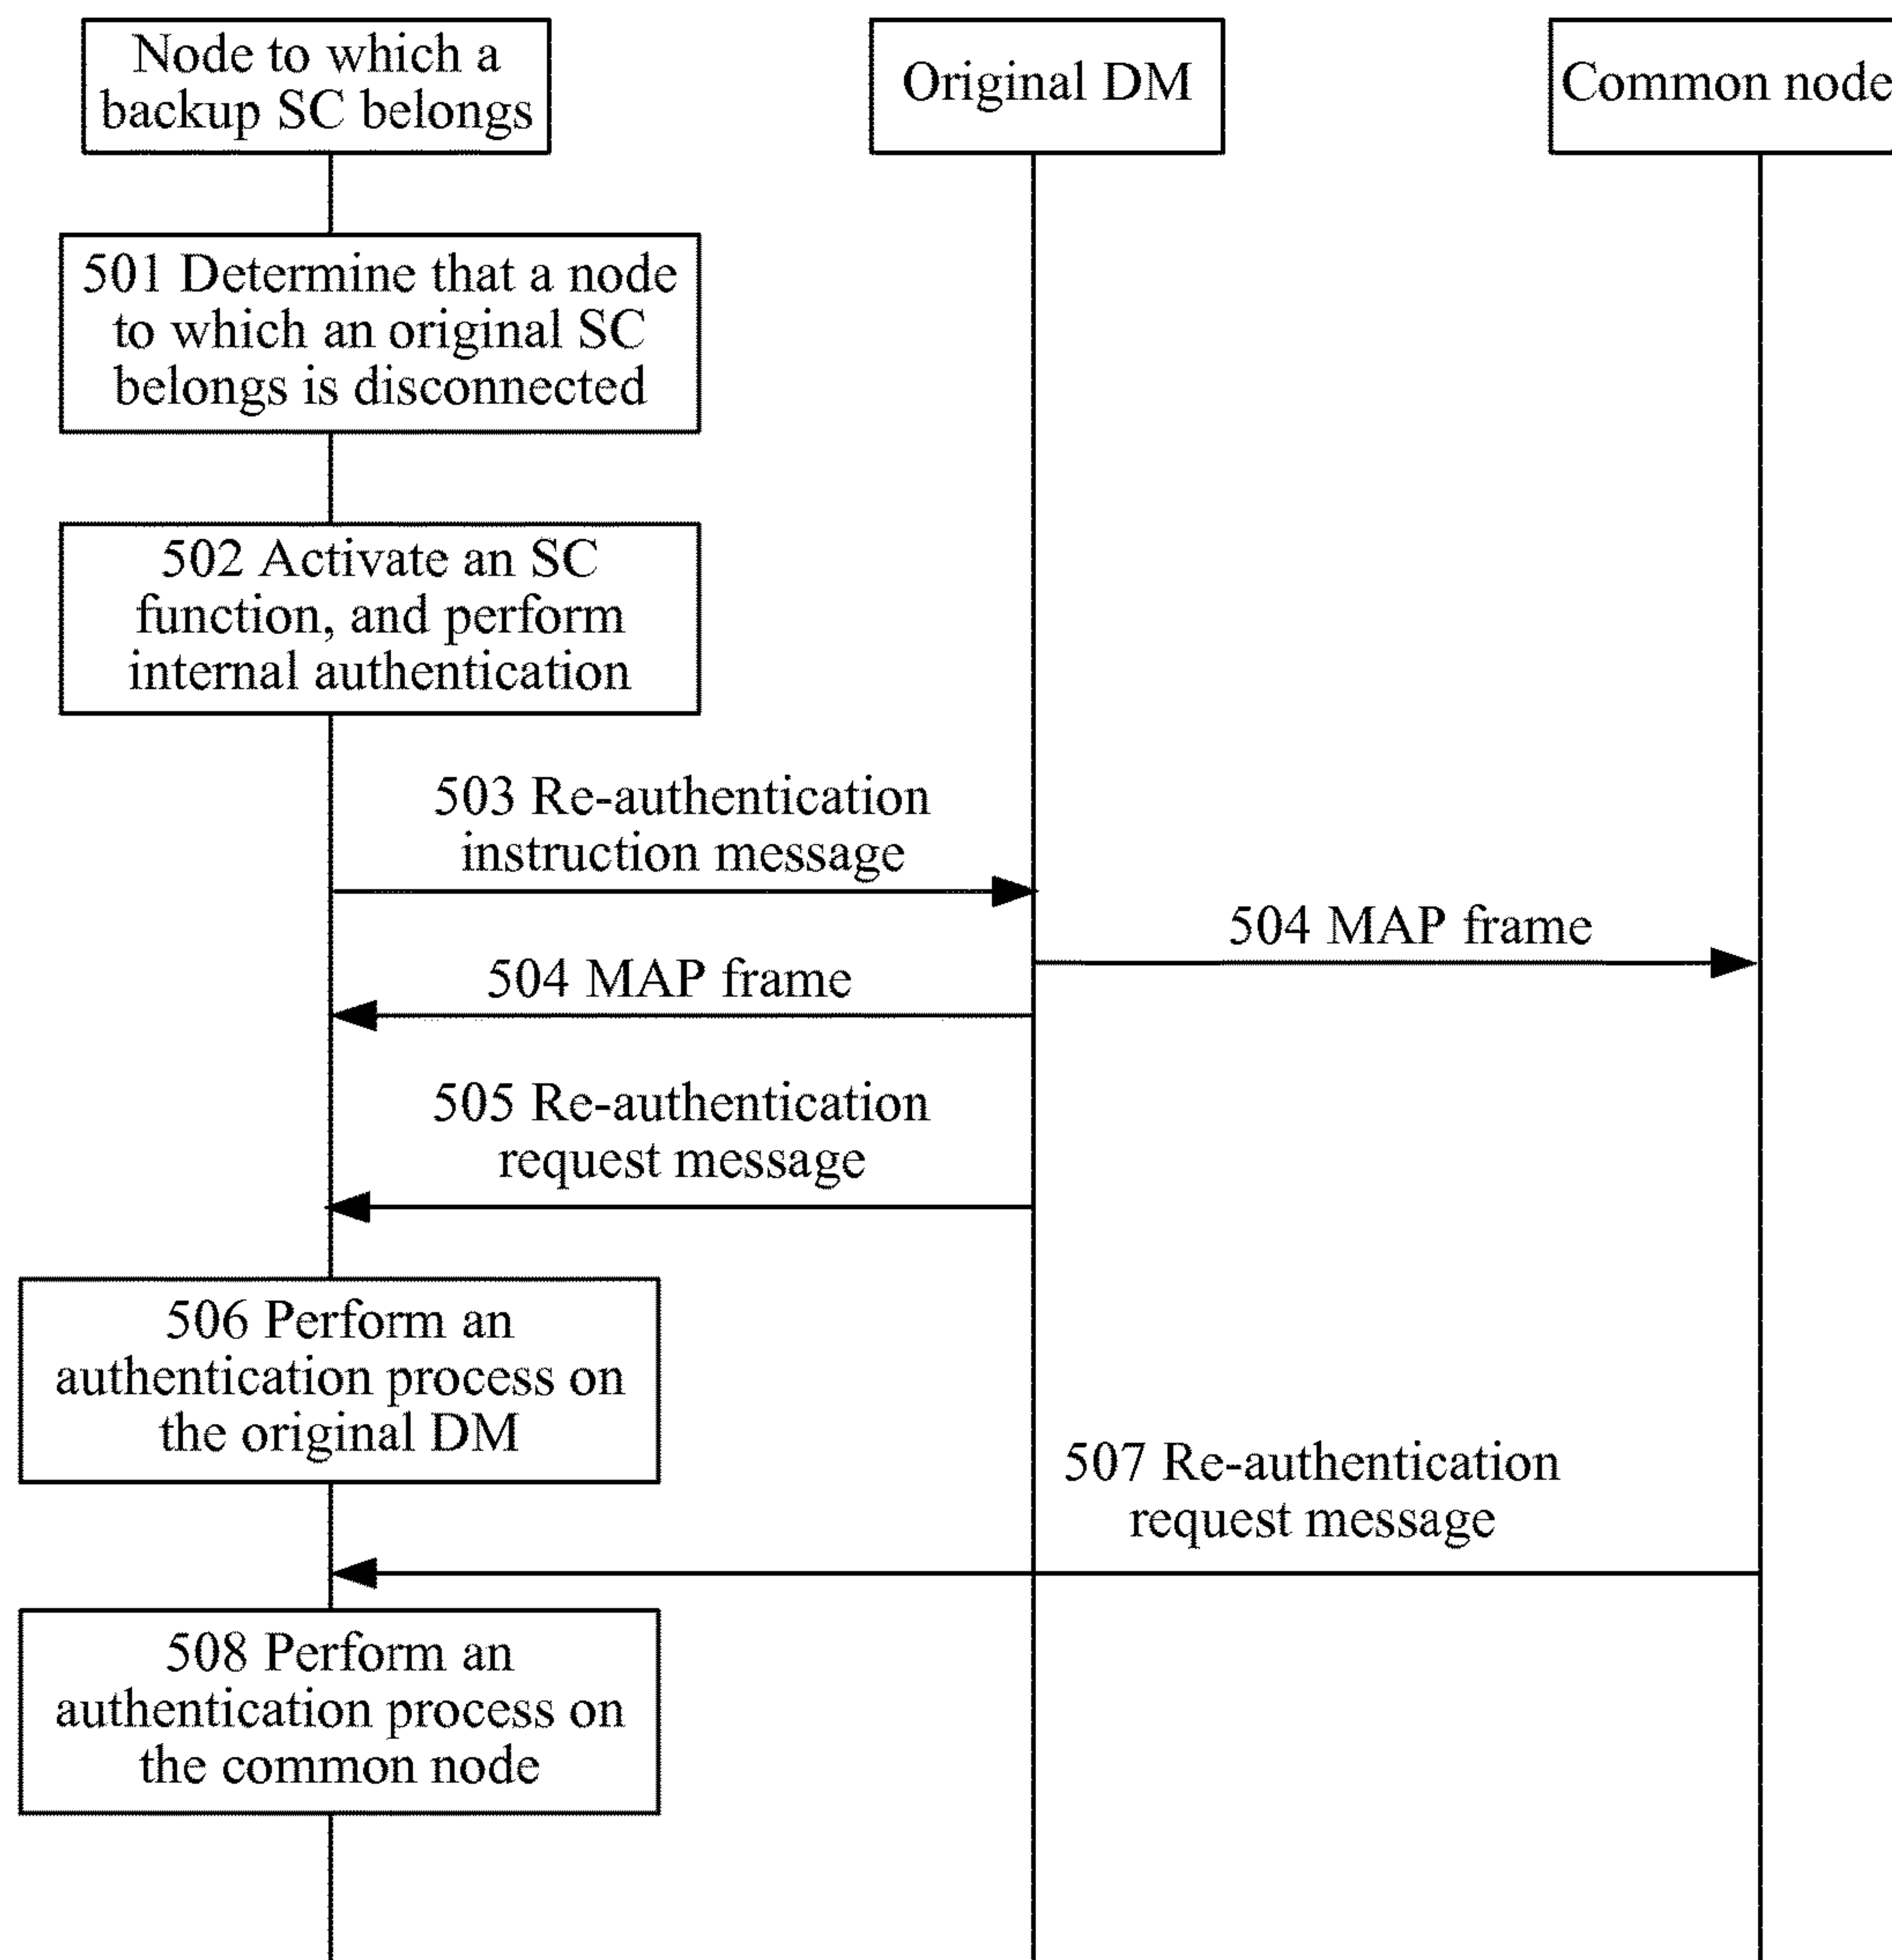 Node to which a
backup SC belongs
Original DM
Common node
501 Determine that a node
to which an original SC
belongs is disconnected
502 Activate an SC
function, and perform
internal authentication
503 Re-authentication
instruction message
504 MAP frame
504 MAP frame
505 Re-authentication
request message
506 Perform an
authentication process on
the original DM
507 Re-authentication
request message
508 Perform an
authentication process on
the common node